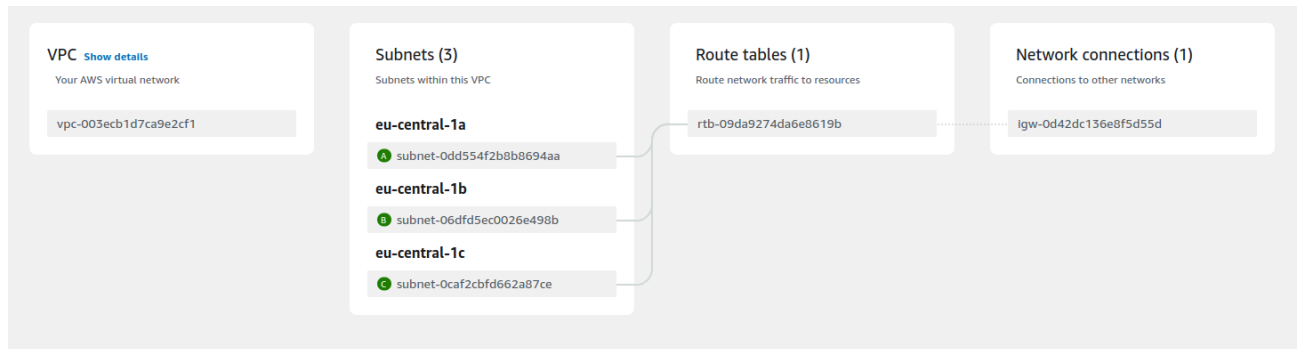 VPC Show details
Your AWS virtual network
vpc-003ecb1d7ca9e2cf1
Subnets (3)
Subnets within this VPC
eu-central-1a
A subnet-0dd554f2b8b8694aa
eu-central-1b
B subnet-06dfd5ec0026e498b
eu-central-1c
C subnet-0caf2cbfd662a87ce
Route tables (1)
Route network traffic to resources
rtb-09da9274da6e8619b
Network connections (1)
Connections to other networks
igw-0d42dc136e8f5d55d